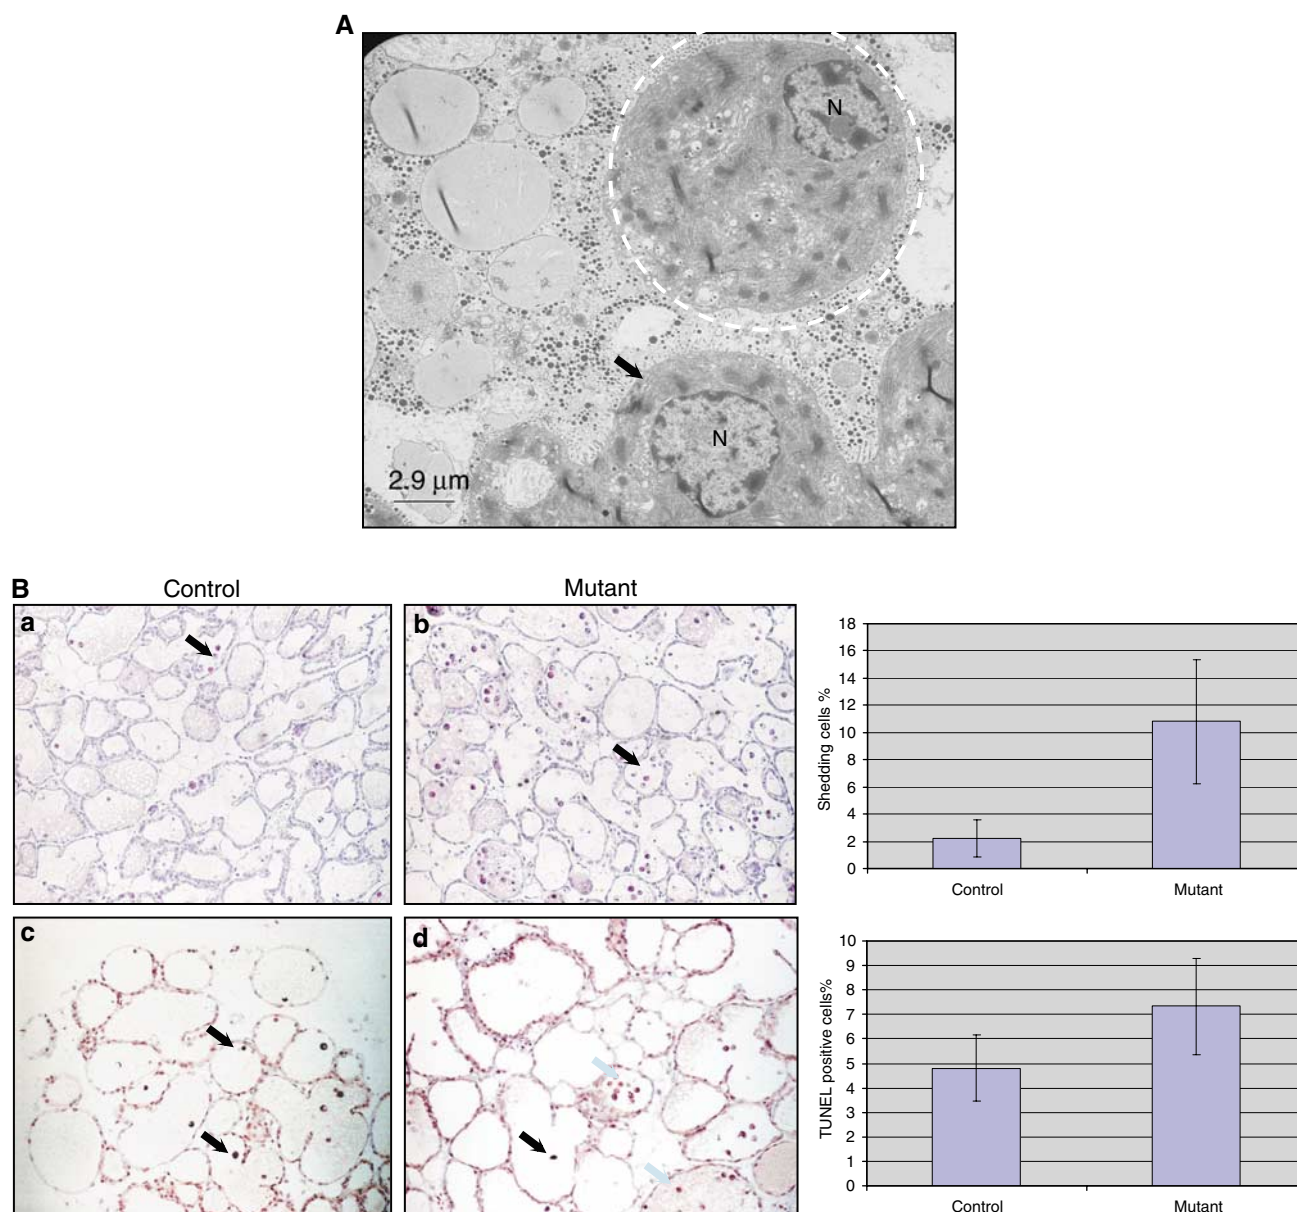 A
N
N
2.9 µm
B
Control
Mutant
a
b
18
16
14
12
10
8
6
4
2
0
Shedding cells %
Control
Mutant
c
d
10
9
8
7
6
5
4
3
2
1
0
TUNEL positive cells%
Control
Mutant